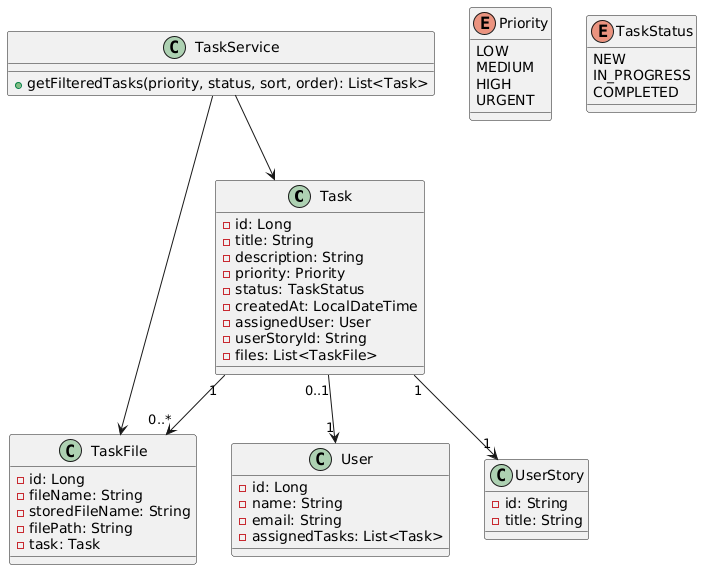 C TaskService
getFilteredTasks(priority, status, sort, order): List<Task>
E Priority
LOW
MEDIUM
HIGH
URGENT
E TaskStatus
NEW
IN_PROGRESS
COMPLETED
C Task
id: Long
title: String
description: String
priority: Priority
status: TaskStatus
createdAt: LocalDateTime
assignedUser: User
userStoryId: String
files: List<TaskFile>
1
0..1
1
0..*
1
1
C TaskFile
id: Long
fileName: String
storedFileName: String
filePath: String
task: Task
C User
id: Long
name: String
email: String
assignedTasks: List<Task>
C UserStory
id: String
title: String